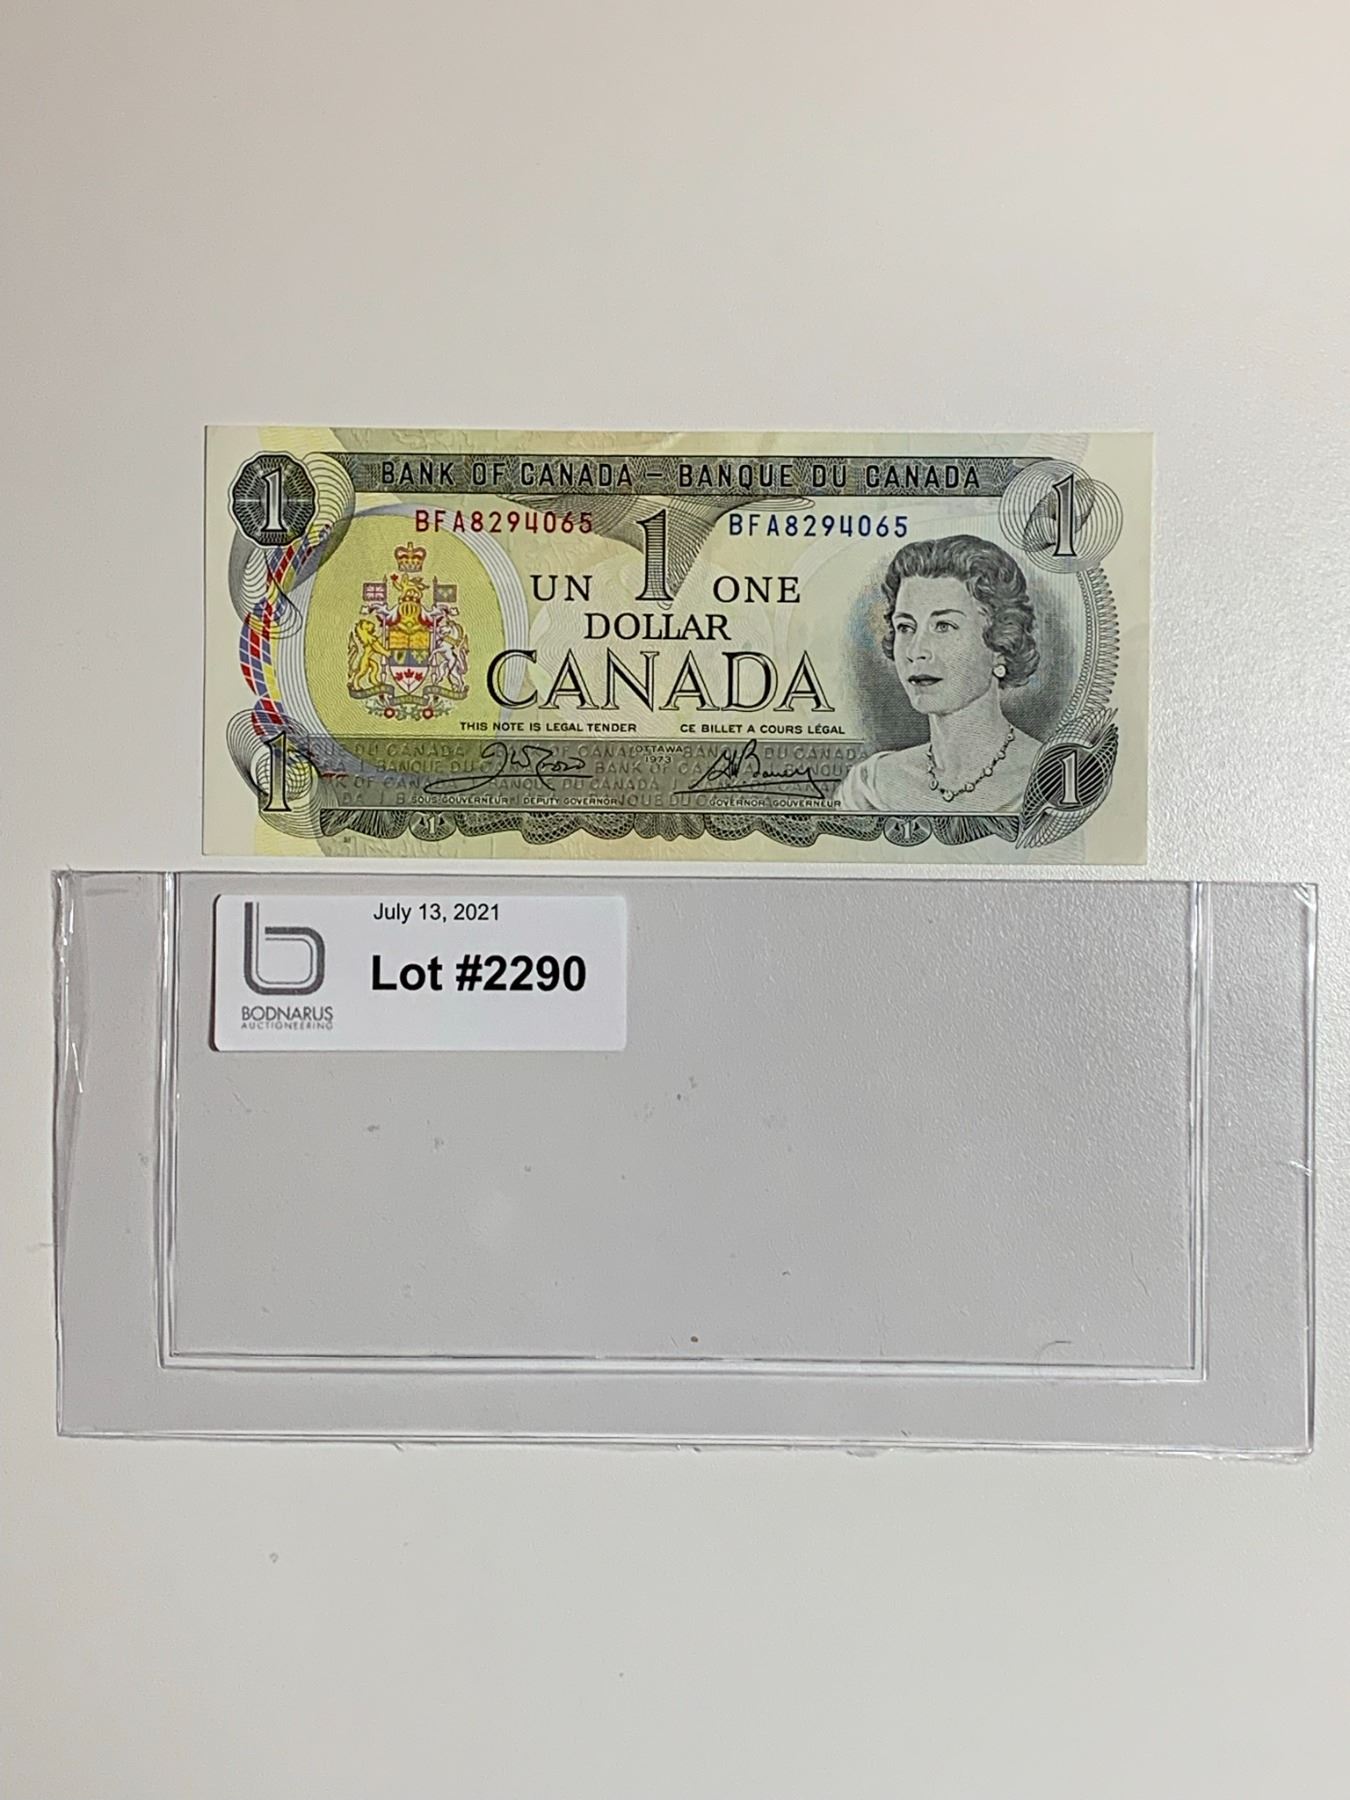 1
BANK OF CANADA – BANQUE DU CANADA
1
BFA8294065
1
BFA8294065
UN
ONE
DOLLAR
CANADA
THIS NOTE IS LEGAL TENDER
CE BILLET A COURS LÉGAL
OTTAWA
1973
SOUS-GOUVERNEUR DEPUTY GOVERNOR
GOVERNOR GOUVERNEUR
1
1
1
1
July 13, 2021
Lot #2290
BODNARUS
AUCTIONEERING